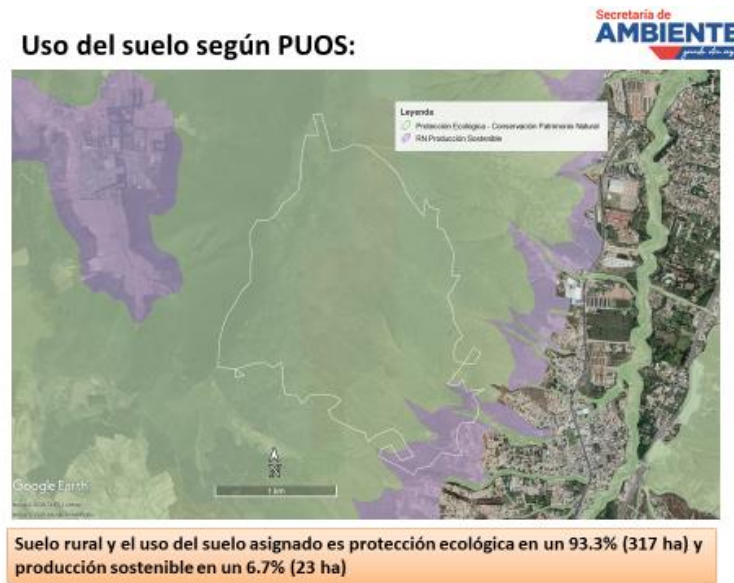 Secretaría de
AMBIENTE
Uso del suelo según PUOS:
Leyenda
Protección Ecológica - Conservación Patrimonio Natural
RN Producción Sostenible
N
1 km
Google Earth
Suelo rural y el uso del suelo asignado es protección ecológica en un 93.3% (317 ha) y
producción sostenible en un 6.7% (23 ha)